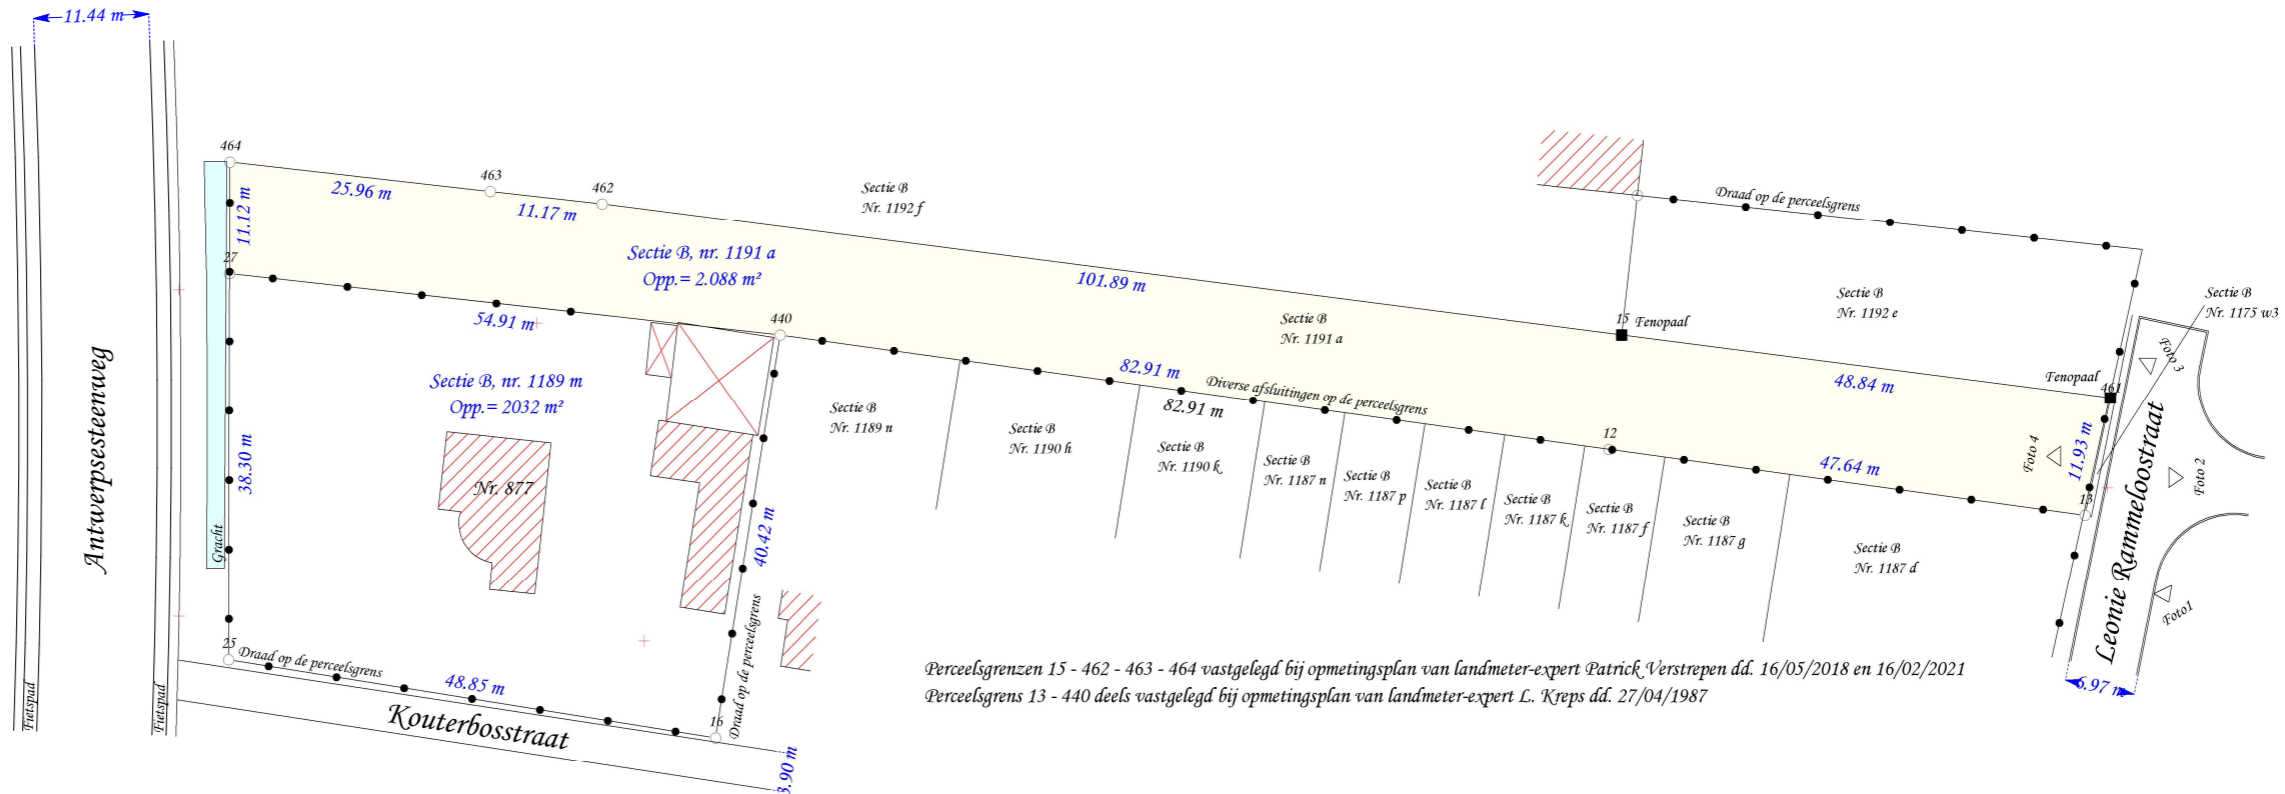 11.44 m
464
463
462
25.96 m
11.17 m
11.12 m
27
Sectie B
Nr. 1192 f
Sectie B, nr. 1191 a
Opp.= 2.088 m²
101.89 m
Draad op de perceelsgrens
Sectie B
Nr. 1192 e
Sectie B
Nr. 1175 w3
15
Fenopaal
Sectie B
Nr. 1191 a
54.91 m
440
82.91 m
Diverse afsluitingen op de perceelsgrens
82.91 m
48.84 m
Fenopaal
461
Foto 3
Antwerpsesteenweg
Sectie B, nr. 1189 m
Opp.= 2032 m²
Sectie B
Nr. 1189 n
Sectie B
Nr. 1190 h
Sectie B
Nr. 1190 k
Sectie B
Nr. 1187 n
Sectie B
Nr. 1187 p
Sectie B
Nr. 1187 l
Sectie B
Nr. 1187 k
12
Sectie B
Nr. 1187 f
Sectie B
Nr. 1187 g
Sectie B
Nr. 1187 d
47.64 m
11.93 m
13
Foto 4
Foto 2
Foto1
Leonie Rammeloostraat
6.97 m
38.30 m
Gracht
Nr. 877
40.42 m
Draad op de perceelsgrens
25
Draad op de perceelsgrens
48.85 m
16
Kouterbosstraat
3.90 m
Fietspad
Fietspad
Perceelsgrenzen 15 - 462 - 463 - 464 vastgelegd bij opmetingsplan van landmeter-expert Patrick Verstrepen dd. 16/05/2018 en 16/02/2021
Perceelsgrens 13 - 440 deels vastgelegd bij opmetingsplan van landmeter-expert L. Kreps dd. 27/04/1987